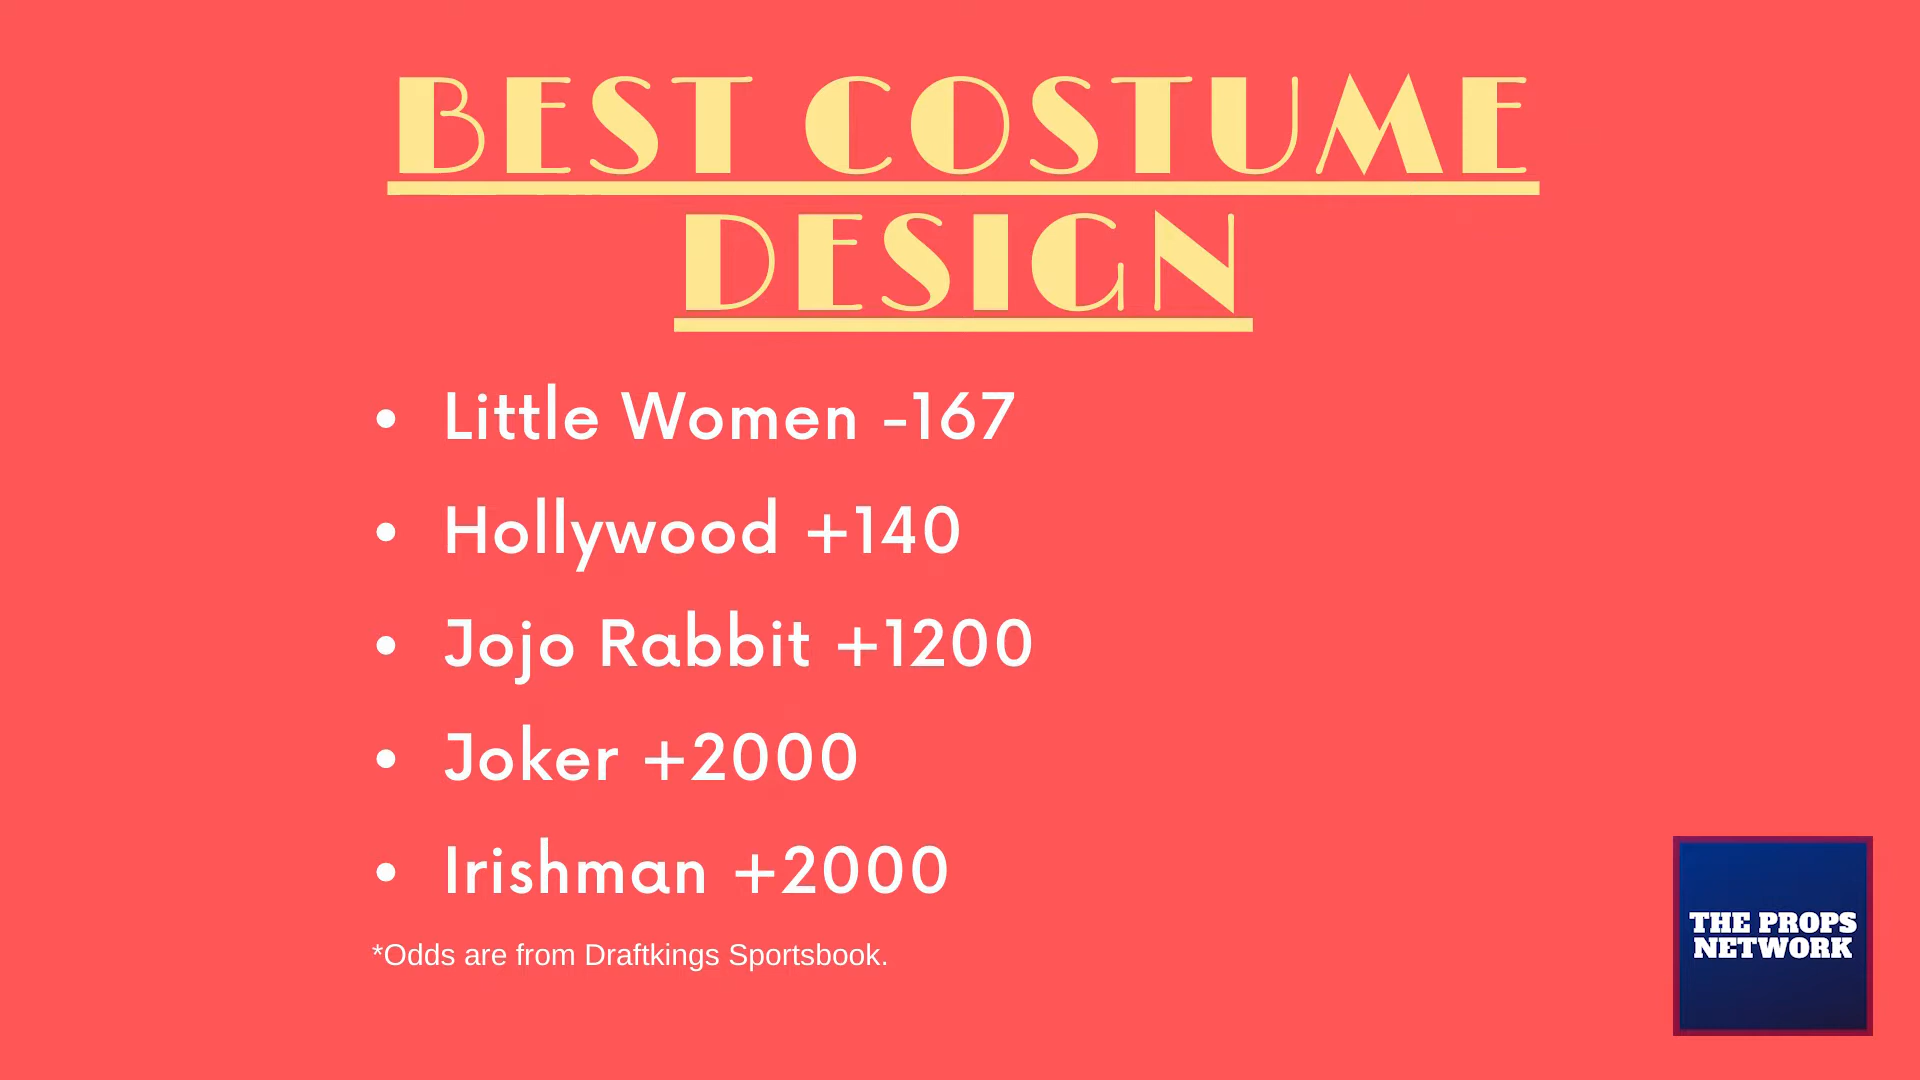 BEST COSTUME
DESIGN
• Little Women -167
• Hollywood +140
• Jojo Rabbit +1200
• Joker +2000
• Irishman +2000
*Odds are from Draftkings Sportsbook.
THE PROPS
NETWORK